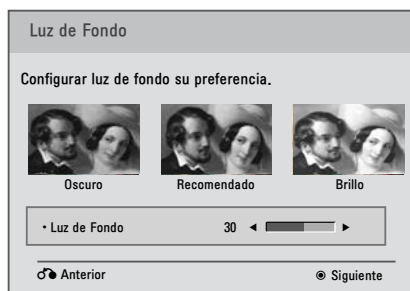 Luz de Fondo
Configurar luz de fondo su preferencia.
Oscuro Recomendado Brillo
• Luz de Fondo 30 ◄ ►
Anterior ◉ Siguiente